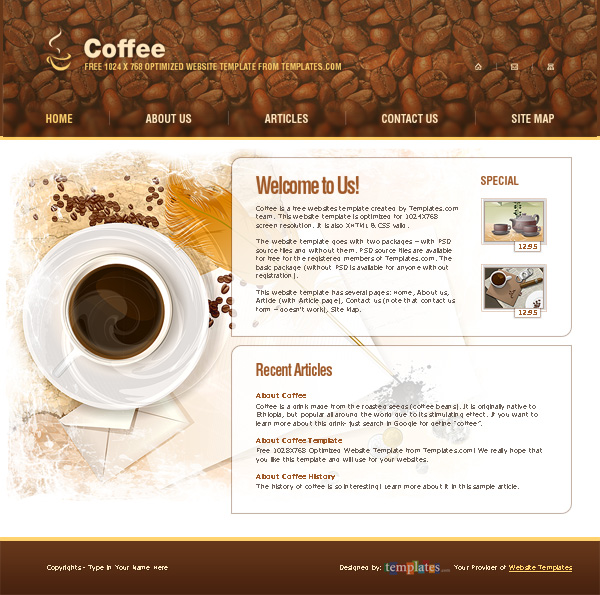 Coffee
FREE 1024 X 768 OPTIMIZED WEBSITE TEMPLATE FROM TEMPLATES.COM
HOME ABOUT US ARTICLES CONTACT US SITE MAP
Welcome to Us!
Coffee is a free websites template created by Templates.com
team. This website template is optimized for 1024X768
screen resolution. It is also XHTML & CSS valid.
The website template goes with two packages – with PSD
source files and without them. PSD source files are available
for free for the registered members of Templates.com. The
basic package (without PSD is available for anyone without
registration).
This website template has several pages: Home, About us,
Article (with Article page), Contact us (note that contact us
form – doesn't work), Site Map.
SPECIAL
12.95
12.95
Recent Articles
About Coffee
Coffee is a drink made from the roasted seeds (coffee beans). It is originally native to
Ethiopia, but popular all around the world due to its stimulating effect. If you want to
learn more about this drink- just search in Google for define "coffee".
About Coffee Template
Free 1028X768 Optimized Website Template from Templates.com! We really hope that
you like this template and will use for your websites.
About Coffee History
The history of coffee is so interesting! Learn more about it in this sample article.
Copyrights - Type in Your Name Here
Designed by: templates.com Your Provider of Website Templates